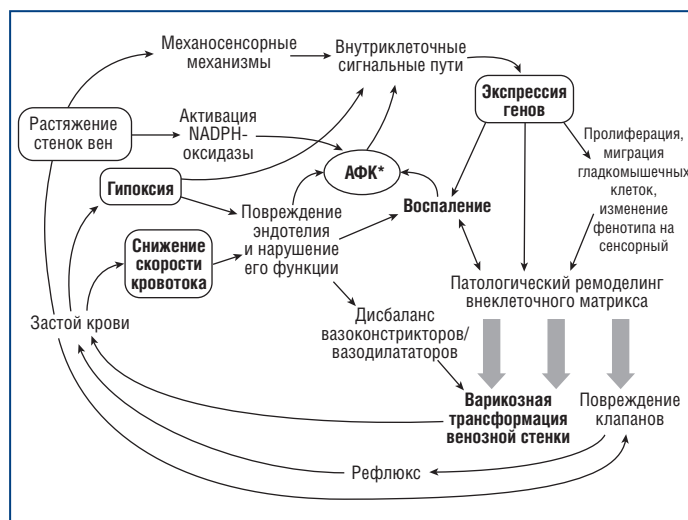 Механосенсорные
механизмы
Внутриклеточные
сигнальные пути
Экспрессия
генов
Растяжение
стенок вен
Активация
NADPH-
оксидазы
Пролиферация,
миграция
гладкомышечных
клеток,
изменение
фенотипа на
сенсорный
Гипоксия
АФК*
Воспаление
Повреждение
эндотелия
и нарушение
его функции
Снижение
скорости
кровотока
Патологический ремоделинг
внеклеточного матрикса
Застой крови
Дисбаланс
вазоконстрикторов/
вазодилататоров
Варикозная
трансформация
венозной стенки
Повреждение
клапанов
Рефлюкс